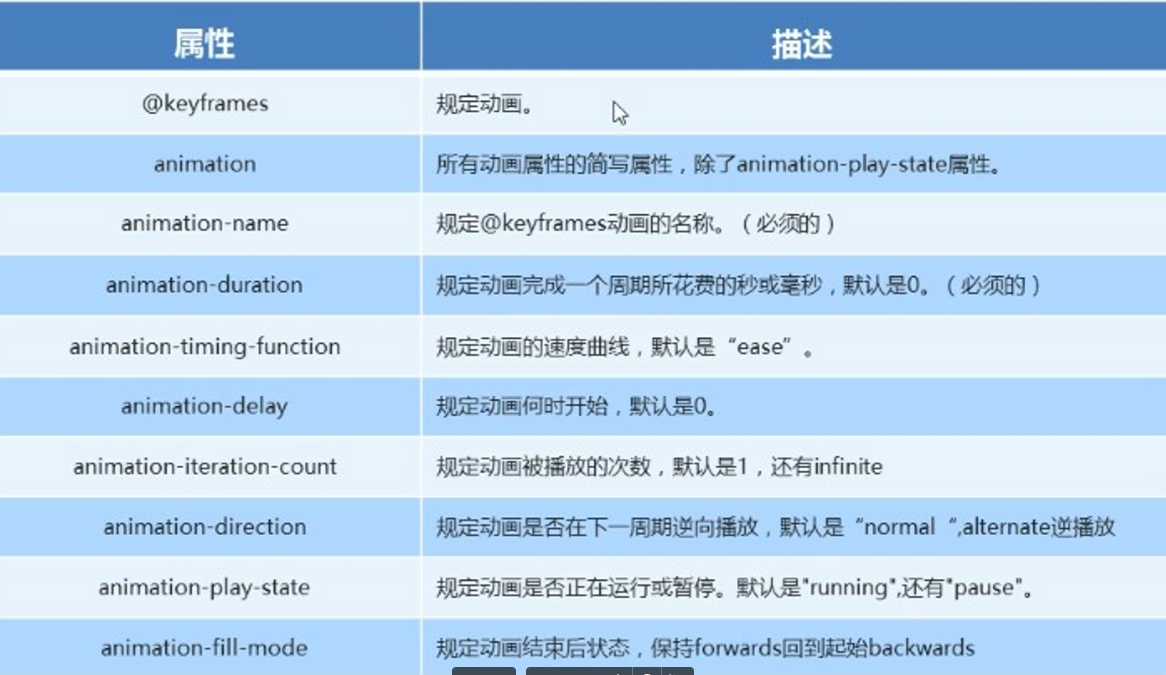 属性 描述
@keyframes 规定动画。
animation 所有动画属性的简写属性，除了animation-play-state属性。
animation-name 规定@keyframes动画的名称。（必须的）
animation-duration 规定动画完成一个周期所花费的秒或毫秒，默认是0。（必须的）
animation-timing-function 规定动画的速度曲线，默认是“ease”。
animation-delay 规定动画何时开始，默认是0。
animation-iteration-count 规定动画被播放的次数，默认是1，还有infinite
animation-direction 规定动画是否在下一周期逆向播放，默认是“normal“,alternate逆播放
animation-play-state 规定动画是否正在运行或暂停。默认是"running",还有"pause"。
animation-fill-mode 规定动画结束后状态，保持forwards回到起始backwards